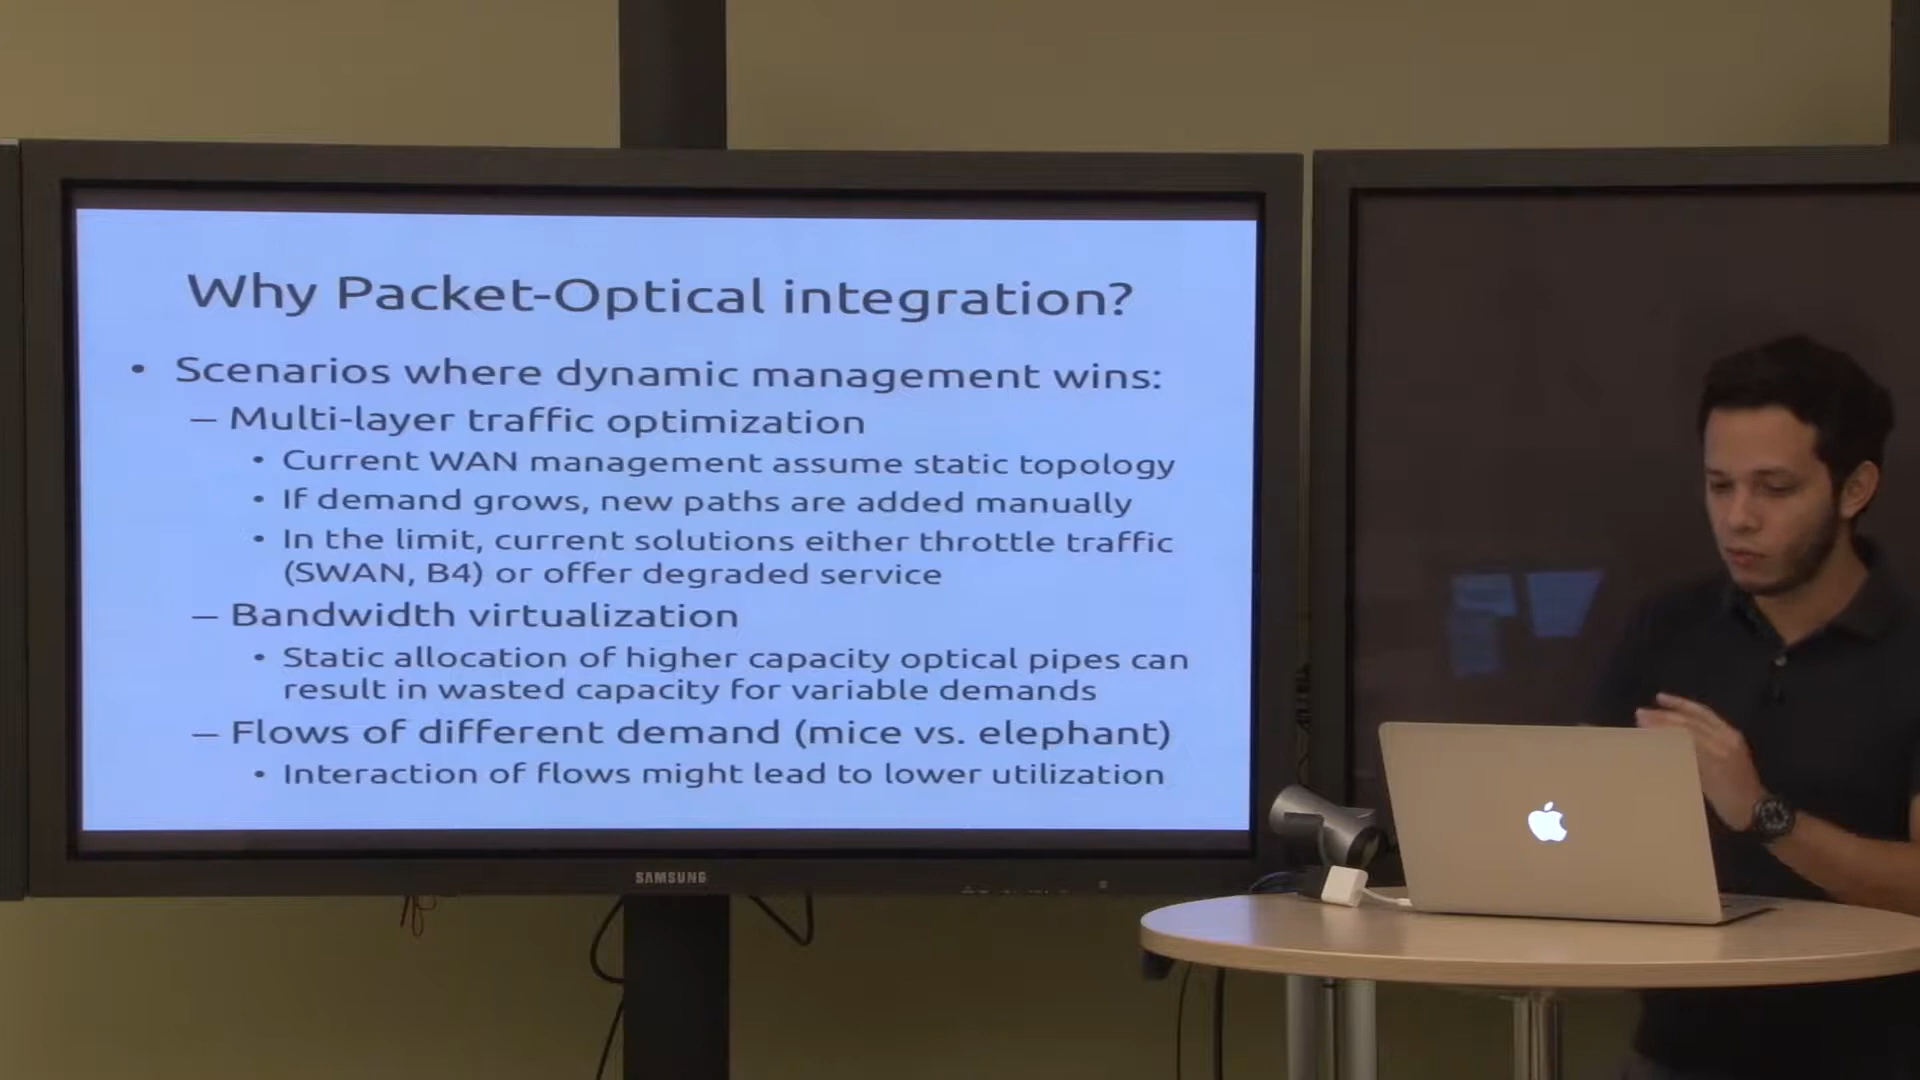 Why Packet-Optical integration?
• Scenarios where dynamic management wins:
– Multi-layer traffic optimization
• Current WAN management assume static topology
• If demand grows, new paths are added manually
• In the limit, current solutions either throttle traffic
(SWAN, B4) or offer degraded service
– Bandwidth virtualization
• Static allocation of higher capacity optical pipes can
result in wasted capacity for variable demands
– Flows of different demand (mice vs. elephant)
• Interaction of flows might lead to lower utilization
SAMSUNG